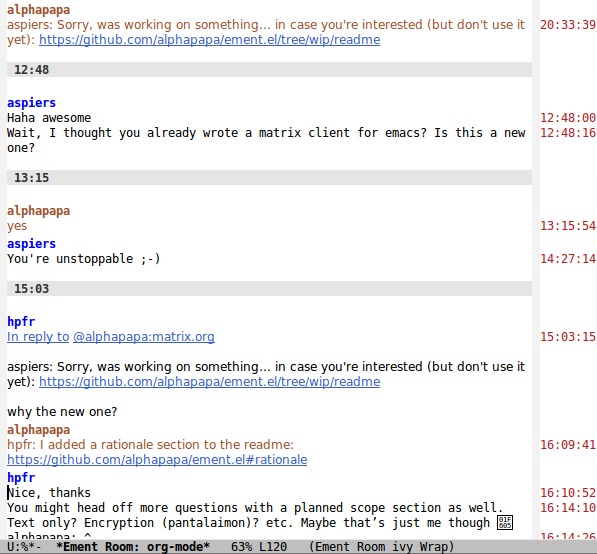 alphapapa
aspiers: Sorry, was working on something... in case you're interested (but don't use it 20:33:39
yet): https://github.com/alphapapa/ement.el/tree/wip/readme
12:48
aspiers
Haha awesome 12:48:00
Wait, I thought you already wrote a matrix client for emacs? Is this a new 12:48:16
one?
13:15
alphapapa
yes 13:15:54
aspiers
You're unstoppable ;-) 14:27:14
15:03
hpfr
In reply to @alphapapa:matrix.org 15:03:15
aspiers: Sorry, was working on something... in case you're interested (but don't use it
yet): https://github.com/alphapapa/ement.el/tree/wip/readme
why the new one?
alphapapa
hpfr: I added a rationale section to the readme: 16:09:41
https://github.com/alphapapa/ement.el#rationale
hpfr
Nice, thanks 16:10:52
You might head off more questions with a planned scope section as well. 16:14:10
Text only? Encryption (pantalaimon)? etc. Maybe that’s just me though 01F605
alphapapa: ^ 16:14:26
U:%*- *Ement Room: org-mode* 63% L120 (Ement Room ivy Wrap)